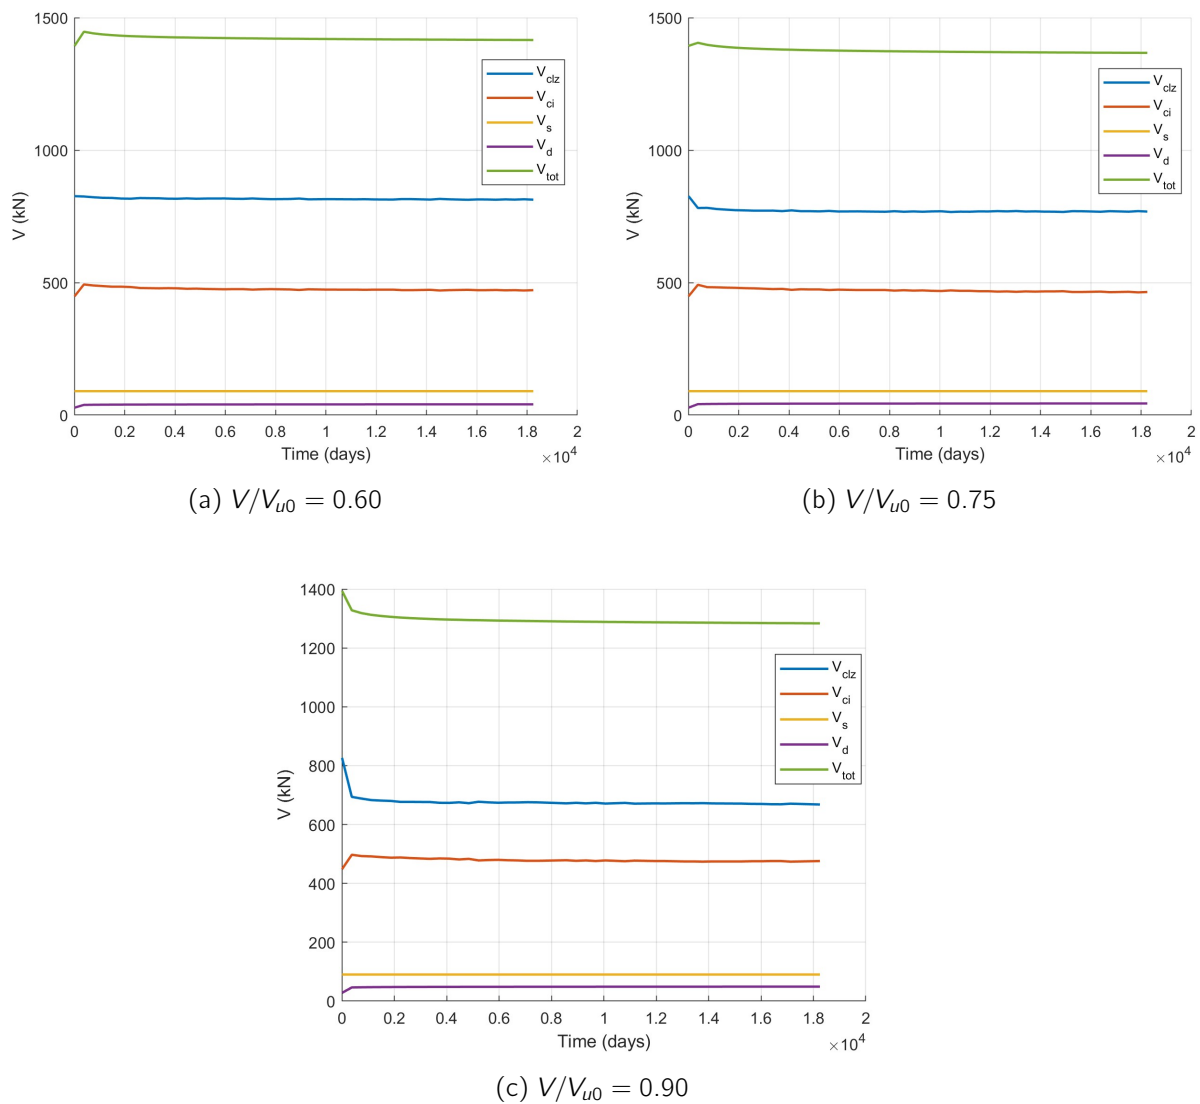 1500
1000
500
0
V (kN)
V_clz
V_ci
V_s
V_d
V_tot
0 0.2 0.4 0.6 0.8 1 1.2 1.4 1.6 1.8 2
Time (days)
×10^4
(a) V/V_u0 = 0.60
1500
1000
500
0
V (kN)
V_clz
V_ci
V_s
V_d
V_tot
0 0.2 0.4 0.6 0.8 1 1.2 1.4 1.6 1.8 2
Time (days)
×10^4
(b) V/V_u0 = 0.75
1400
1200
1000
800
600
400
200
0
V (kN)
V_clz
V_ci
V_s
V_d
V_tot
0 0.2 0.4 0.6 0.8 1 1.2 1.4 1.6 1.8 2
Time (days)
×10^4
(c) V/V_u0 = 0.90